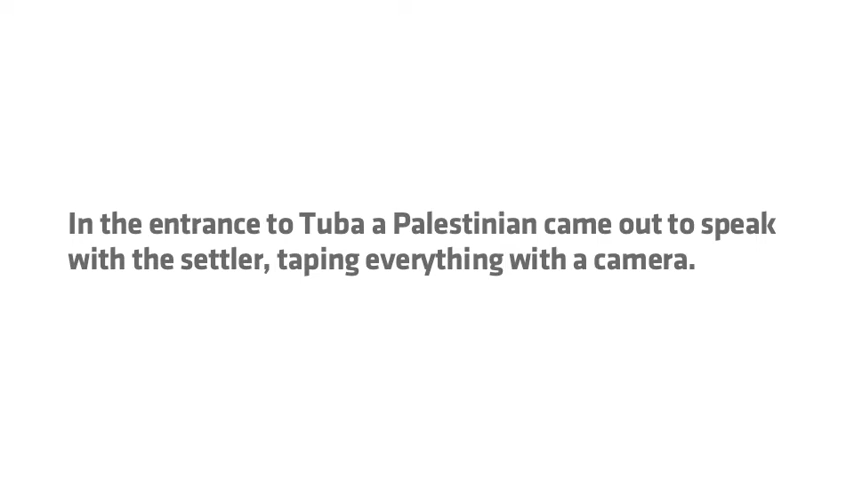 In the entrance to Tuba a Palestinian came out to speak
with the settler, taping everything with a camera.